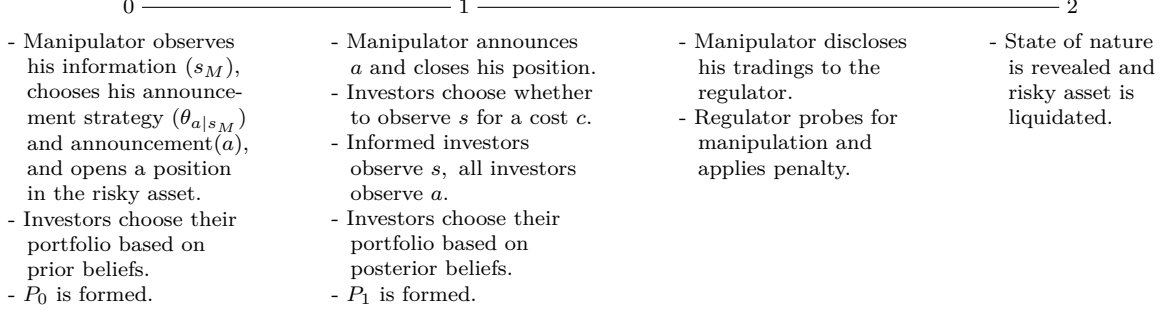 0 1 2
- Manipulator observes
his information (s_M),
chooses his announce-
ment strategy (θ_{a|s_M})
and announcement(a),
and opens a position
in the risky asset.
- Investors choose their
portfolio based on
prior beliefs.
- P_0 is formed.
- Manipulator announces
a and closes his position.
- Investors choose whether
to observe s for a cost c.
- Informed investors
observe s, all investors
observe a.
- Investors choose their
portfolio based on
posterior beliefs.
- P_1 is formed.
- Manipulator discloses
his tradings to the
regulator.
- Regulator probes for
manipulation and
applies penalty.
- State of nature
is revealed and
risky asset is
liquidated.